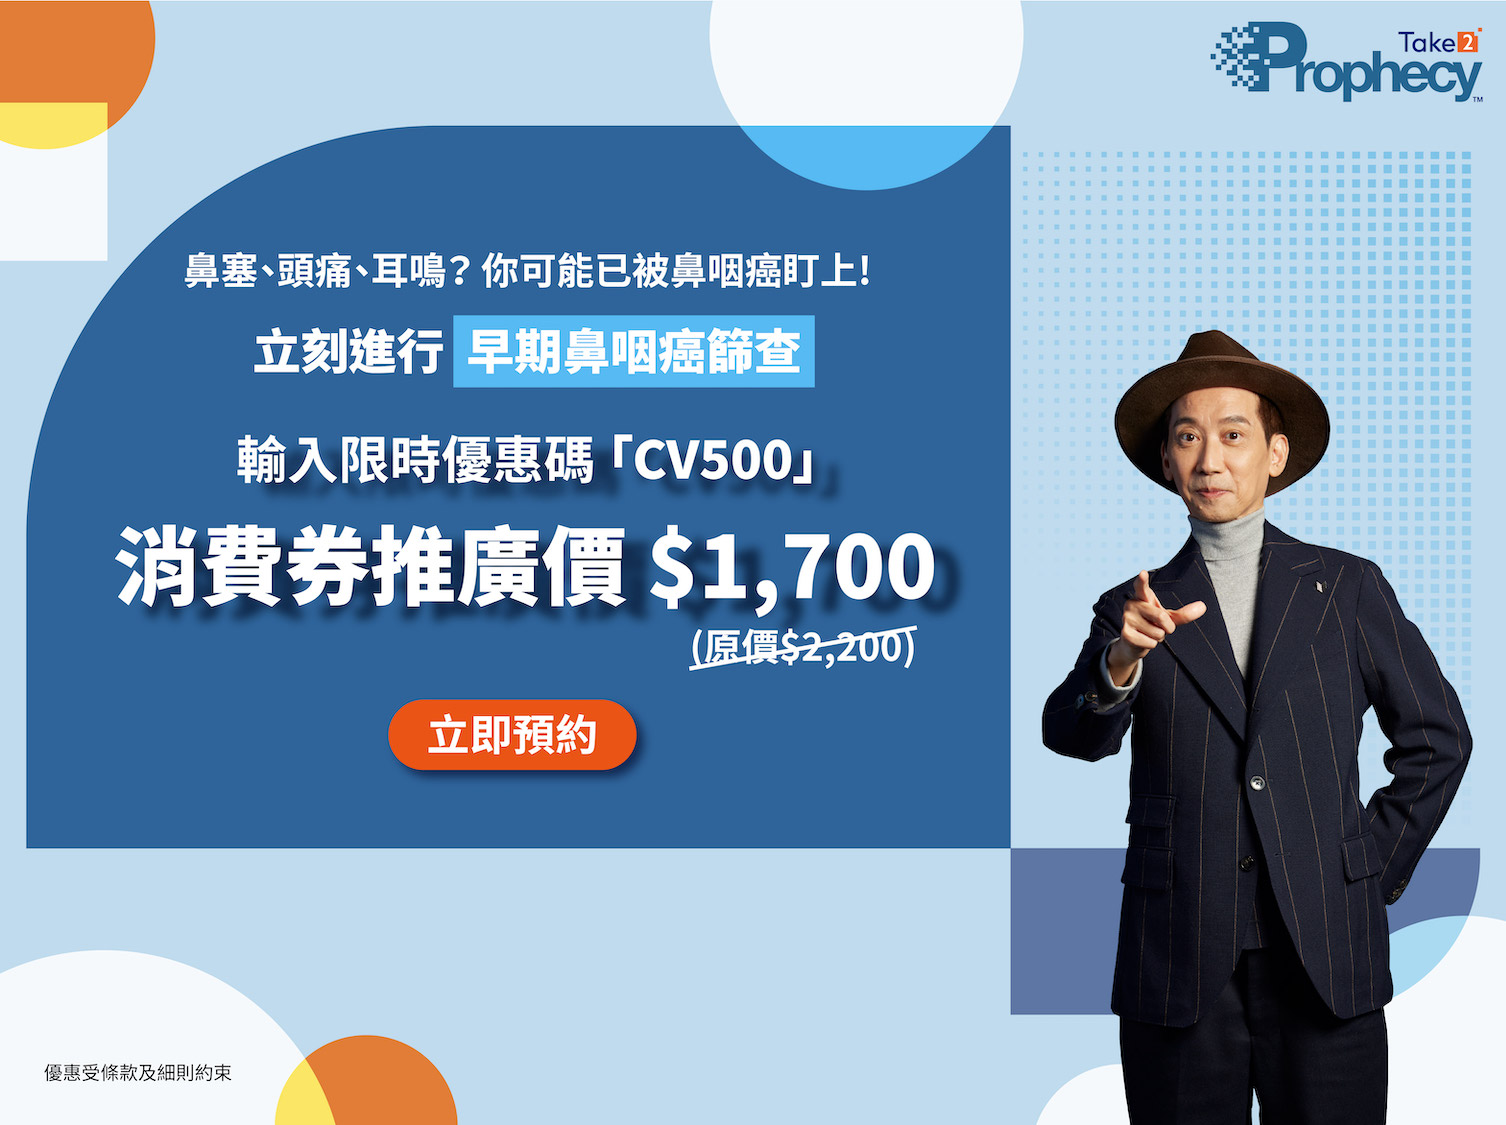 Take2
Prophecy™
鼻塞、頭痛、耳鳴？你可能已被鼻咽癌盯上！
立刻進行 早期鼻咽癌篩查
輸入限時優惠碼「CV500」
消費券推廣價 $1,700
(原價$2,200)
立即預約
優惠受條款及細則約束